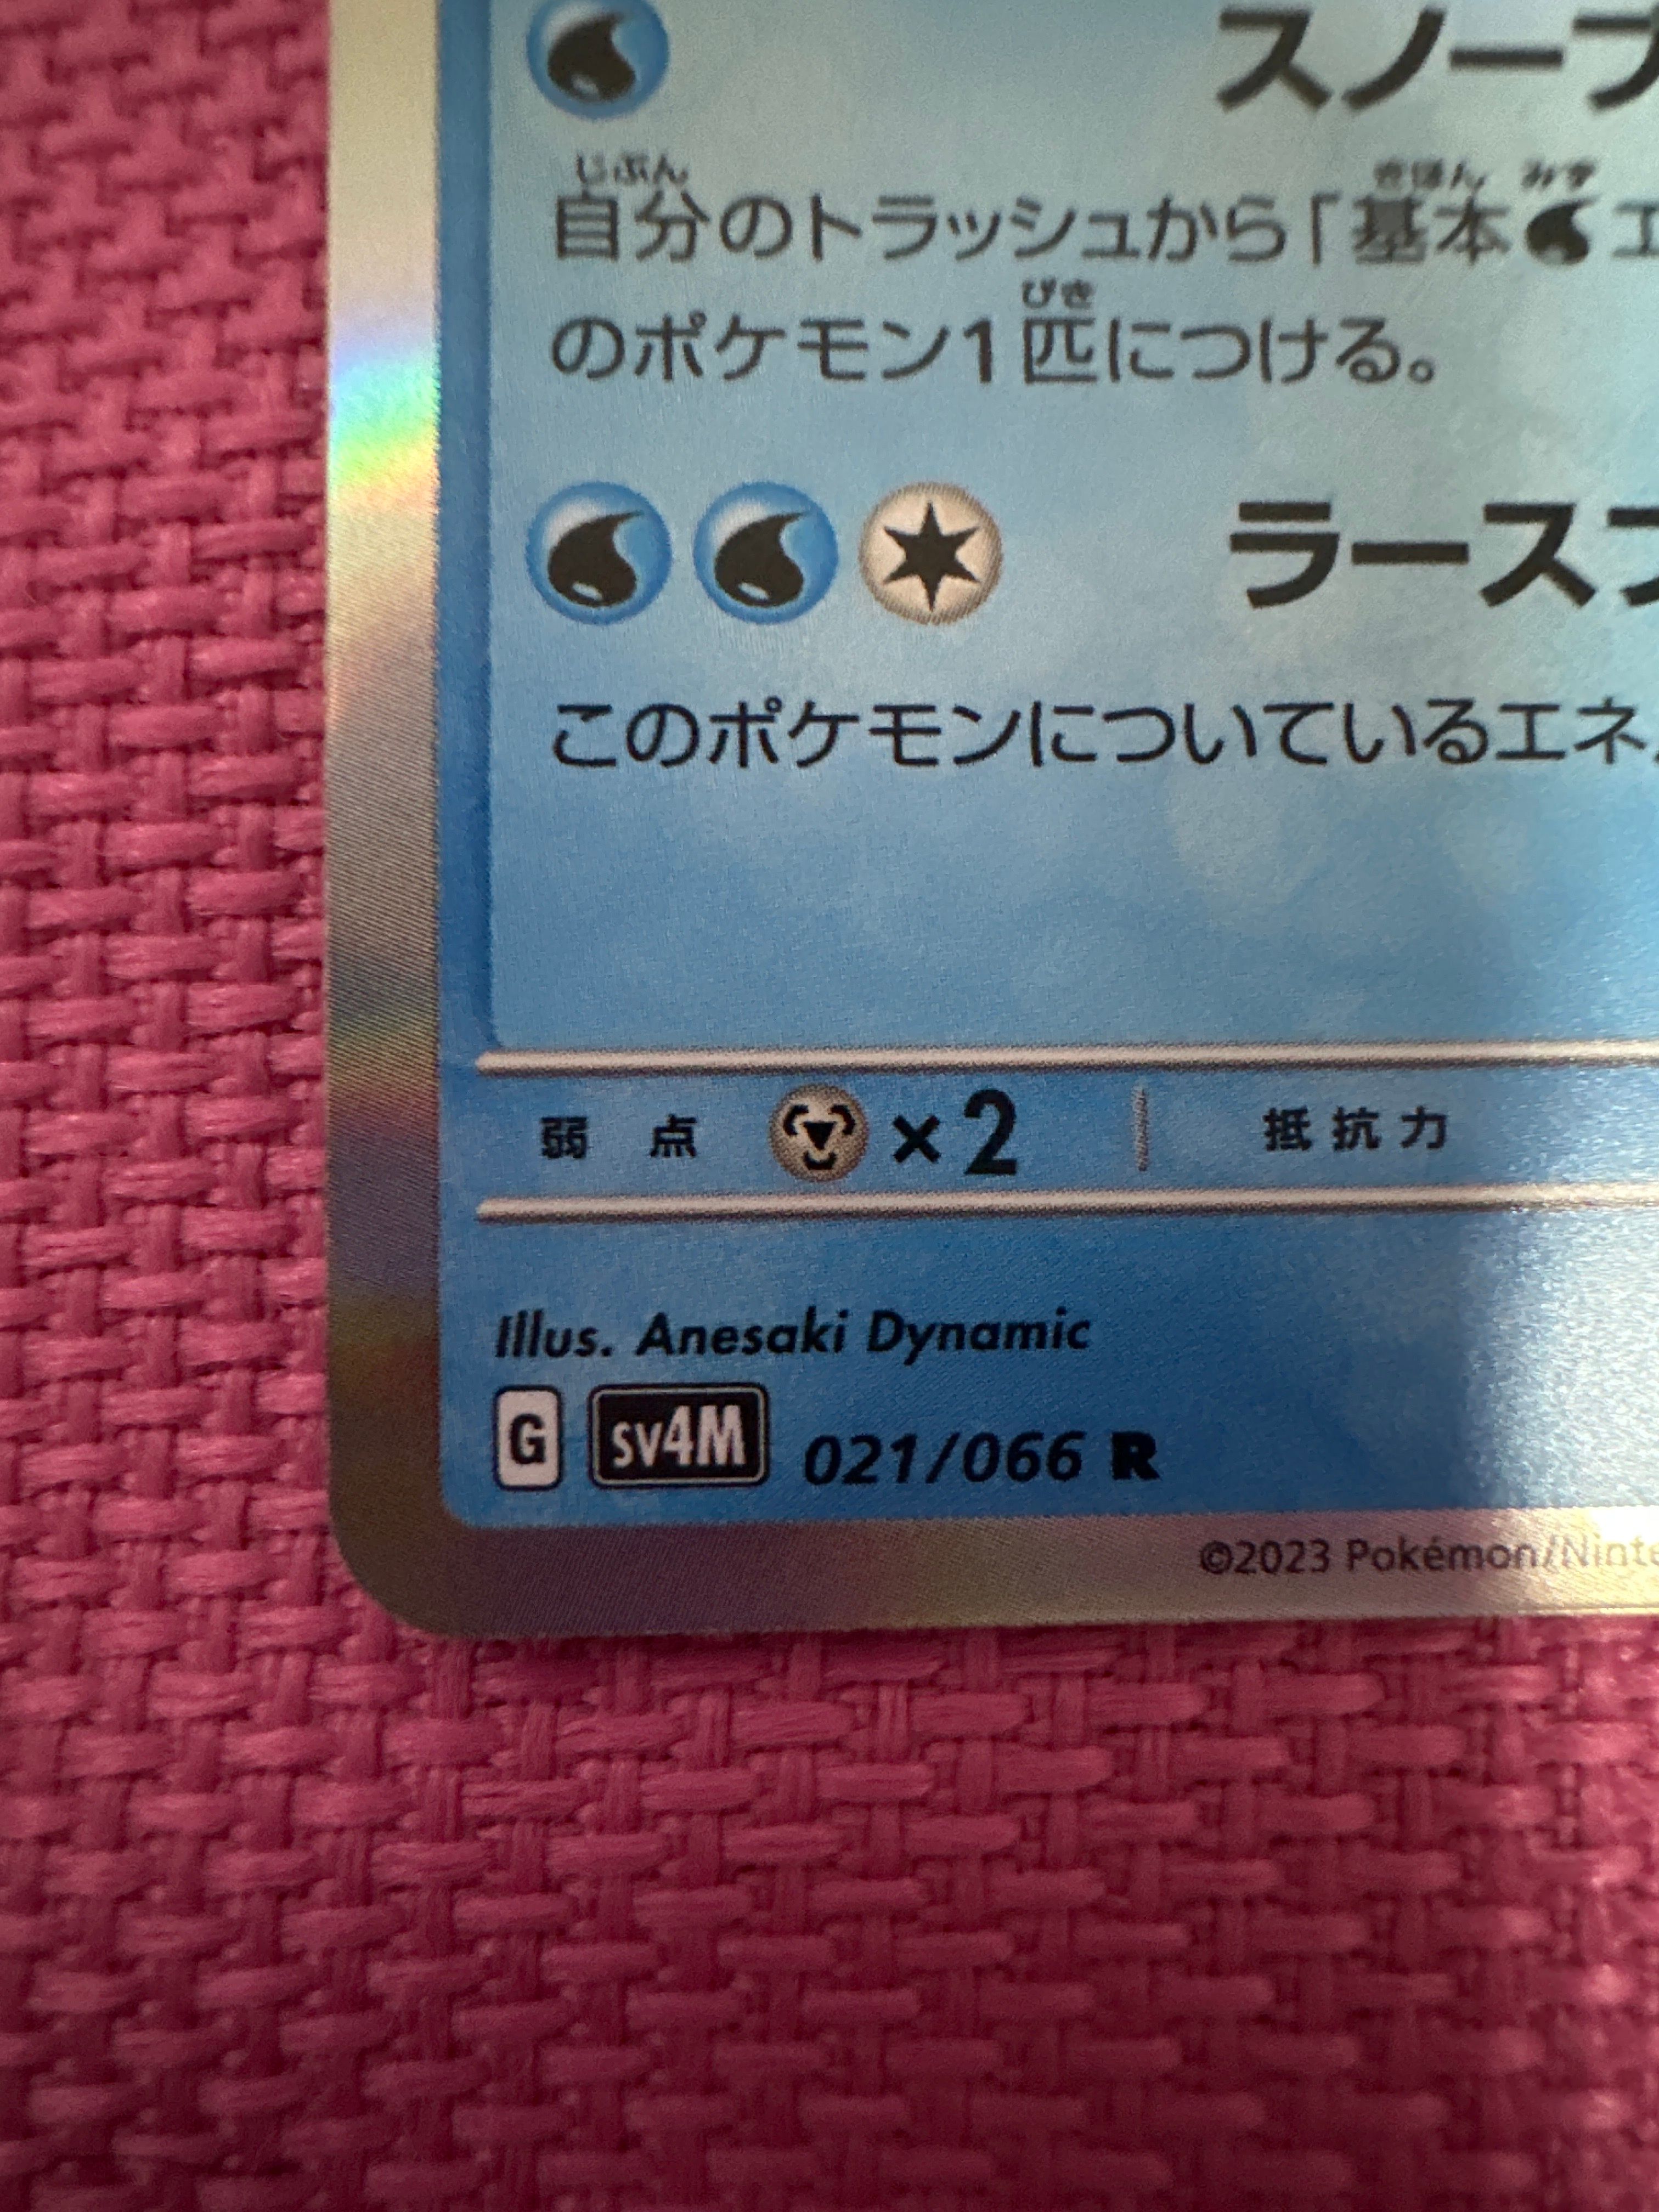 スノー
じぶん きほん みず
自分のトラッシュから「基本エ
びき
のポケモン1匹につける。
ラース
このポケモンについているエネ
弱 点 ×2 抵抗力
Illus. Anesaki Dynamic
G SV4M 021/066 R
©2023 Pokémon/Ninte